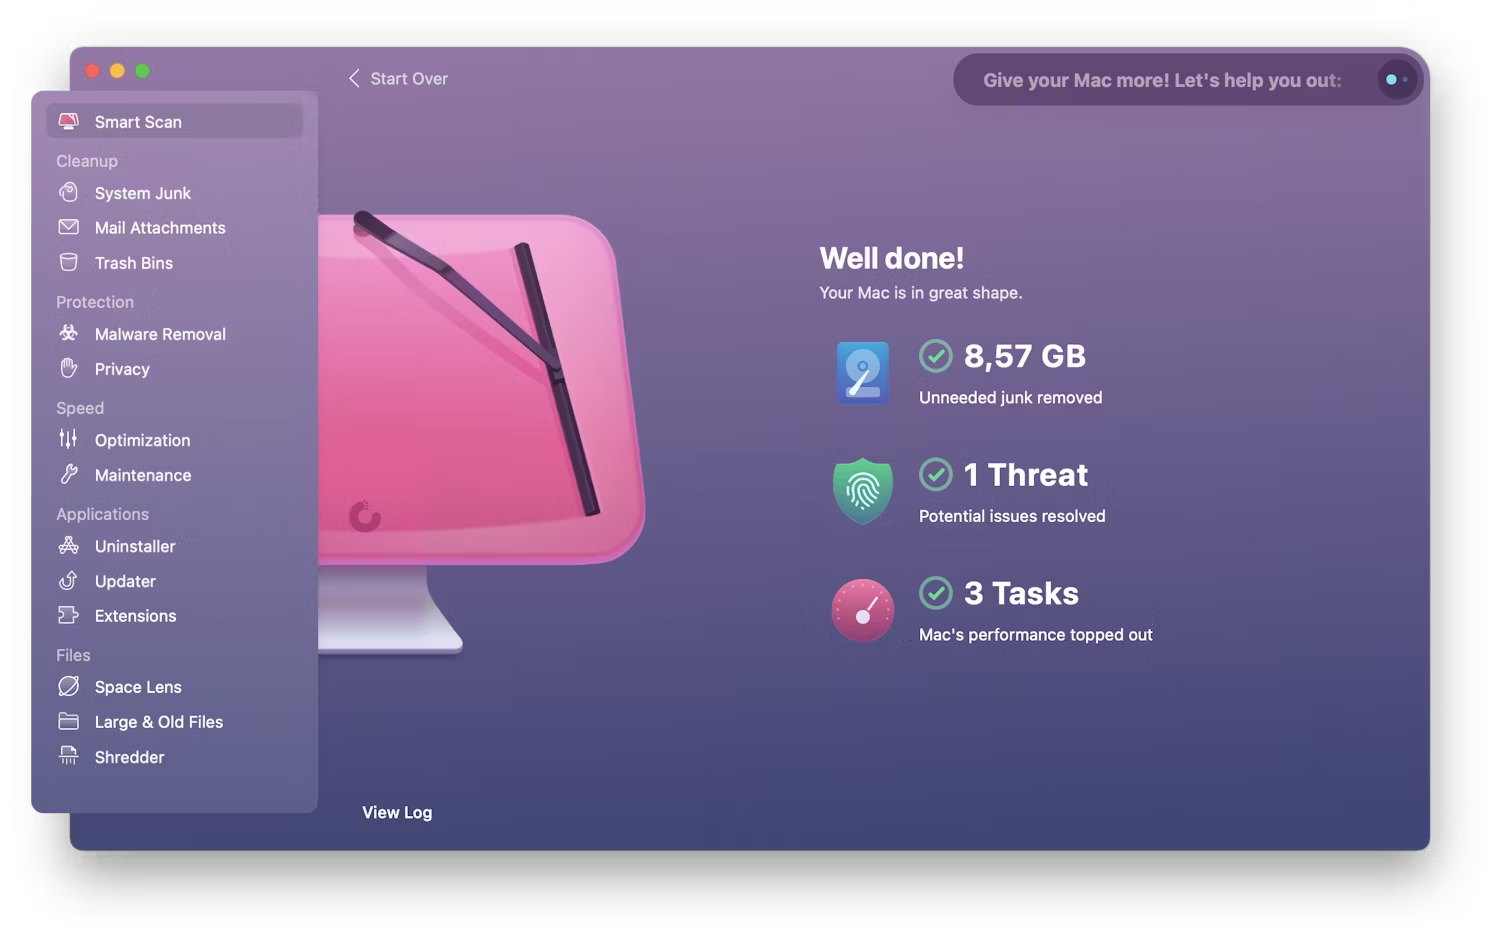 Start Over
Give your Mac more! Let's help you out:
Smart Scan
Cleanup
System Junk
Mail Attachments
Trash Bins
Protection
Malware Removal
Privacy
Speed
Optimization
Maintenance
Applications
Uninstaller
Updater
Extensions
Files
Space Lens
Large & Old Files
Shredder
Well done!
Your Mac is in great shape.
8,57 GB
Unneeded junk removed
1 Threat
Potential issues resolved
3 Tasks
Mac's performance topped out
View Log